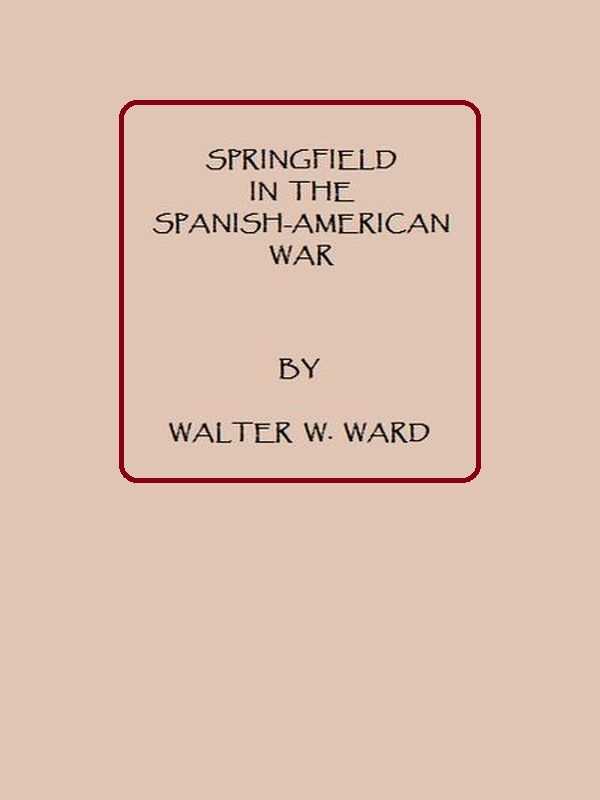 SPRINGFIELD
IN THE
SPANISH-AMERICAN
WAR
BY
WALTER W. WARD